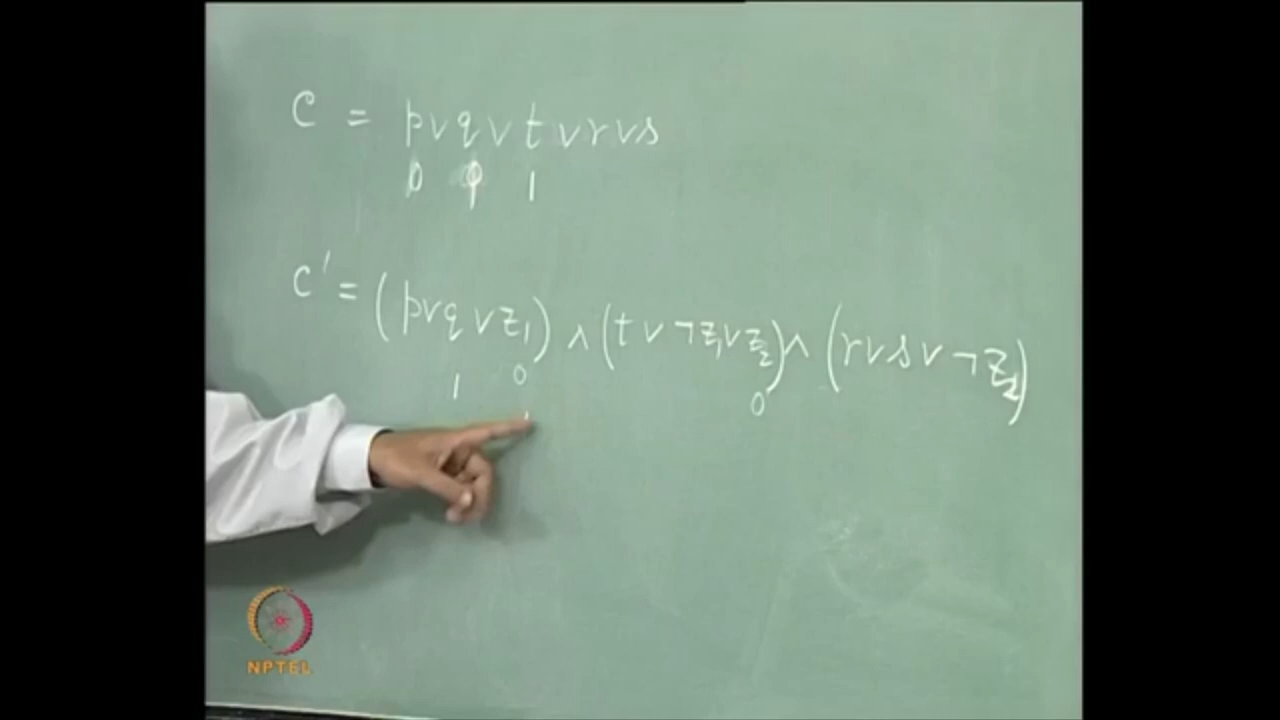 C = p ∨ q ∨ t ∨ r ∨ s
0 1
C' = (p ∨ q ∨ z₁) ∧ (t ∨ ¬z₁ ∨ z₂) ∧ (r ∨ s ∨ ¬z₂)
1 0 0
NPTEL